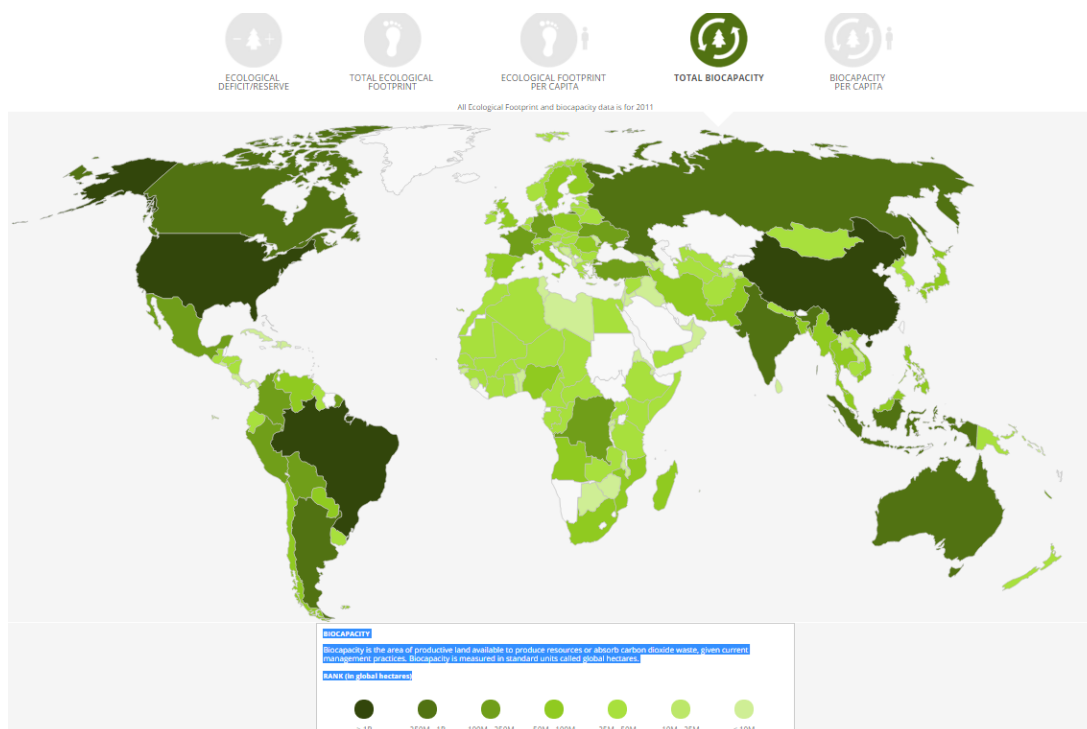 ECOLOGICAL
DEFICIT/RESERVE
TOTAL ECOLOGICAL
FOOTPRINT
ECOLOGICAL FOOTPRINT
PER CAPITA
TOTAL BIOCAPACITY
BIOCAPACITY
PER CAPITA
All Ecological Footprint and biocapacity data is for 2011
BIOCAPACITY
Biocapacity is the area of productive land available to produce resources or absorb carbon dioxide waste, given current
management practices. Biocapacity is measured in standard units called global hectares.
RANK (in global hectares)